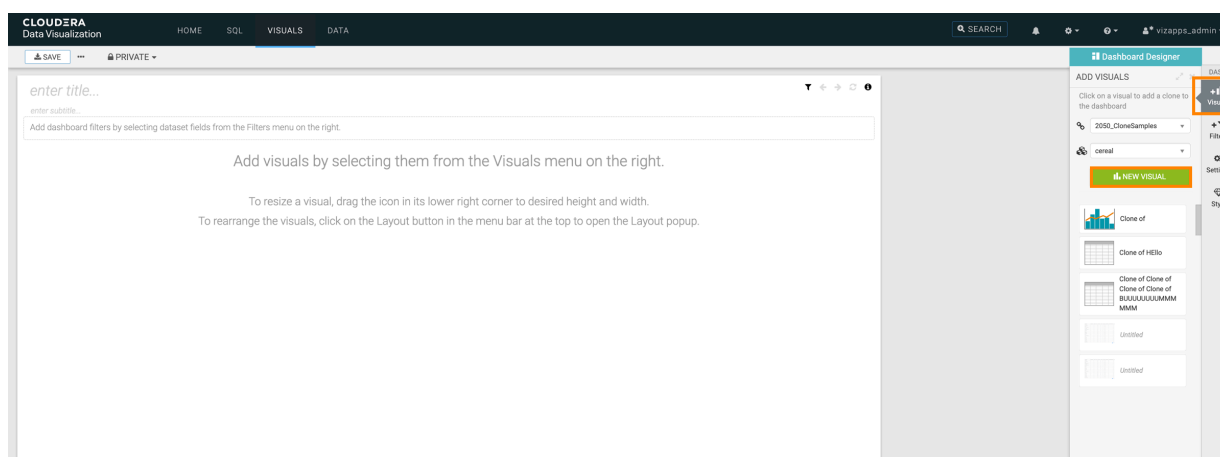 CLOUDERA
Data Visualization
HOME
SQL
VISUALS
DATA
SEARCH
vizapps_admin
SAVE
PRIVATE
Dashboard Designer
enter title...
enter subtitle...
Add dashboard filters by selecting dataset fields from the Filters menu on the right.
Add visuals by selecting them from the Visuals menu on the right.
To resize a visual, drag the icon in its lower right corner to desired height and width.
To rearrange the visuals, click on the Layout button in the menu bar at the top to open the Layout popup.
ADD VISUALS
Click on a visual to add a clone to
the dashboard
2050_CloneSamples
cereal
NEW VISUAL
Clone of
Clone of HEllo
Clone of Clone of
Clone of Clone of
BUUUUUUUUMMM
MMM
Untitled
Untitled